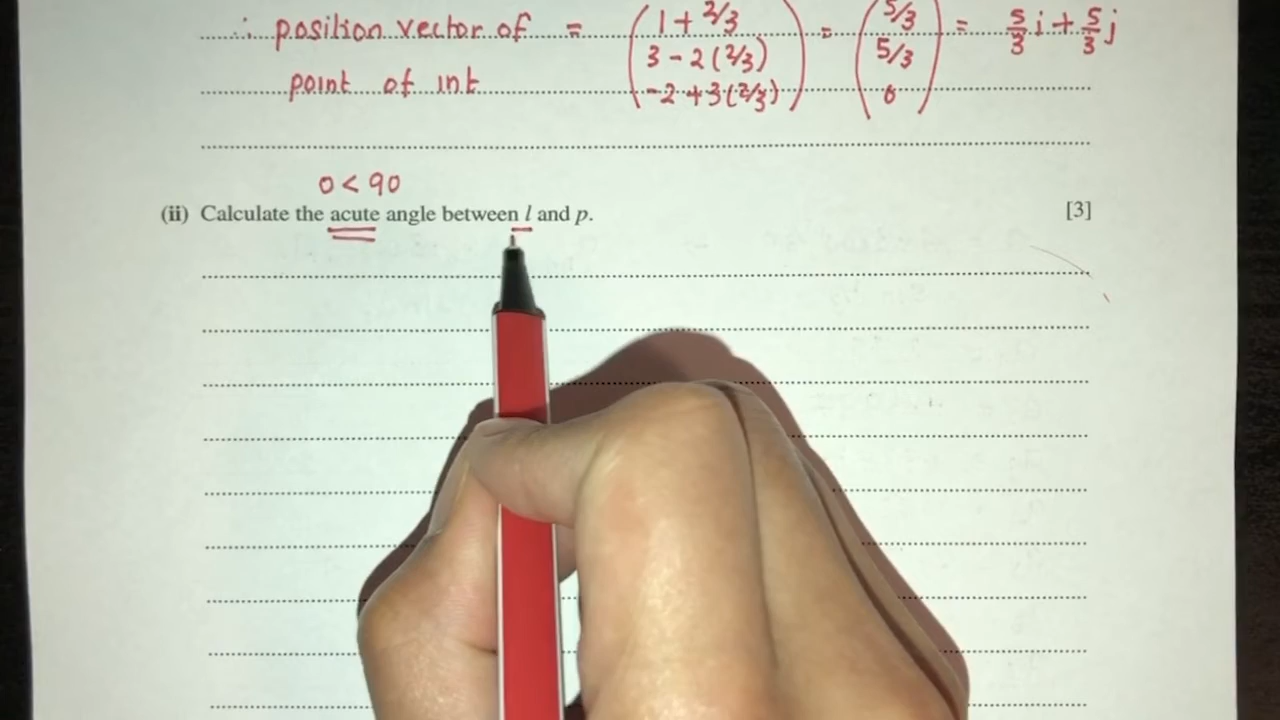 ∴ position vector of = (1 + 2/3) = (5/3) = 5/3 i + 5/3 j
3 - 2(2/3) 5/3
point of int -2 + 3(2/3) 0
0 < 90
(ii) Calculate the acute angle between l and p. [3]